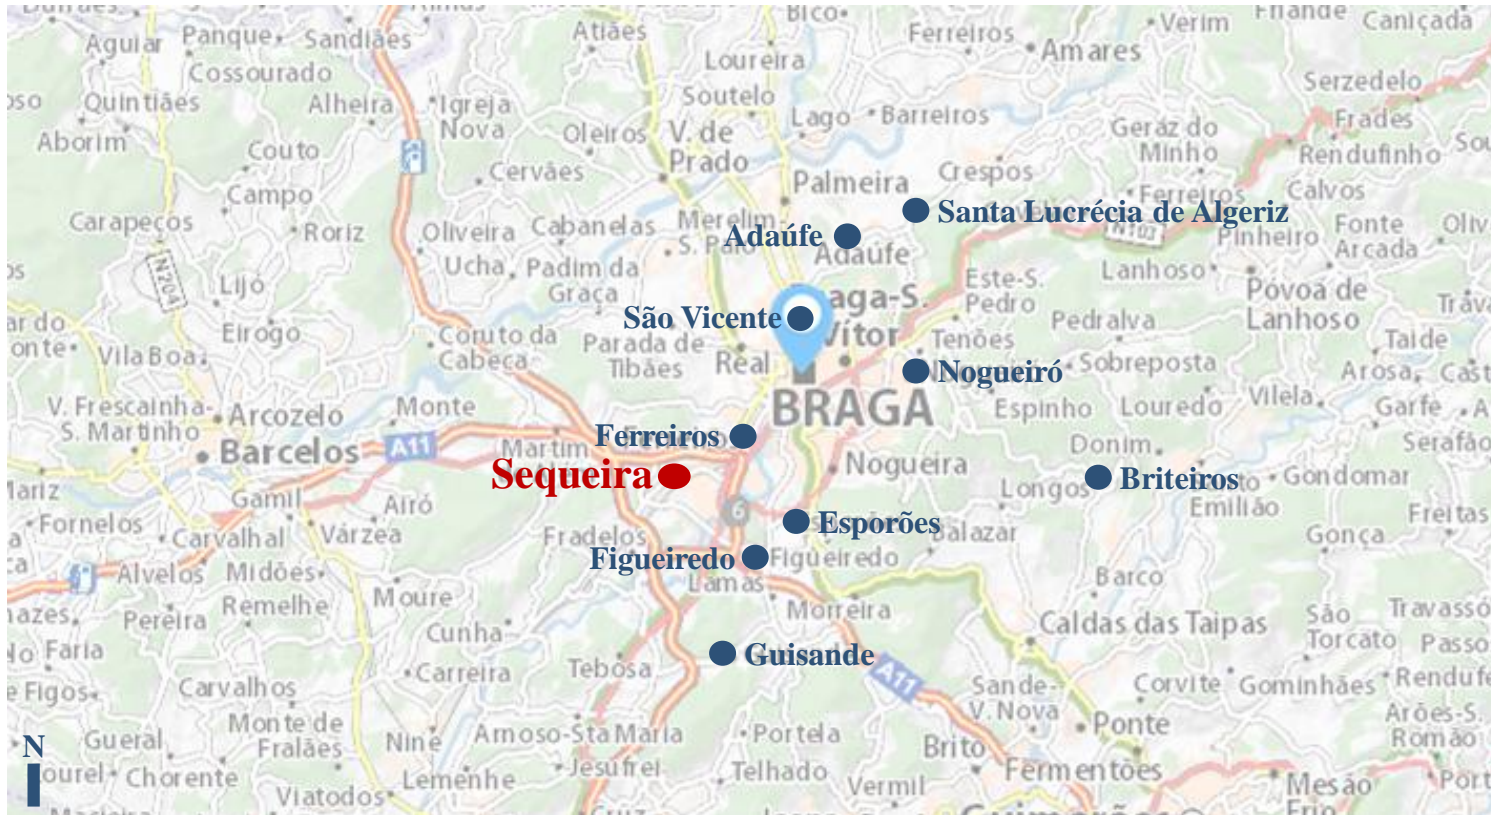 Bico
Verim
Caniçada
Aguiar
Panque
Sandiães
Atiães
Ferreiros
Amares
Cossourado
Loureira
Serzedelo
Quintiães
Alheira
Igreja
Nova
Soutelo
Lago
Barreiros
Frades
Aborim
Couto
Oleiros
V. de
Prado
Geraz do
Minho
Rendufinho
Campo
Cervães
Palmeira
Crespos
Ferreiros
Calvos
Carapeços
Roriz
Oliveira
Cabanelas
Merelim-
S. Paio
Adaúfe
Santa Lucrécia de Algeriz
N103
Pinheiro
Fonte
Arcada
Adaúfe
N204
Lijó
Ucha
Padim da
Graça
Este-S.
Pedro
Lanhoso
Póvoa de
Lanhoso
Eirogo
São Vicente
aga-S.
Vítor
Pedralva
Taide
Vila Boa
Couto da
Cabeça
Parada de
Tibães
Real
Tenões
Nogueiró
Sobreposta
Arosa
BRAGA
V. Frescainha-
S. Martinho
Arcozelo
Monte
Espinho
Louredo
Vilela
Garfe
Barcelos
A11
Martim
Ferreiros
Donim
Serafão
Sequeira
Nogueira
Longos
Briteiros
Emilião
Gondomar
Gamil
Airó
6
Esporões
Balazar
Freitas
Fornelos
Carvalhal
Várzea
Fradelos
Gonça
Figueiredo
Figueiredo
Alvelos
Midões
Lamas
Barco
Pereira
Remelhe
Moure
Morreira
Caldas das Taipas
São
Torcato
Faria
Cunha
Guisande
Carreira
Tebosa
A11
Carvalhos
Sande-
V. Nova
Corvite
Gominhães
Monte de
Fralães
Arões-S.
Romão
N
Gueral
Nine
Arnoso-Sta Maria
Portela
Brito
Ponte
Chorente
Lemenhe
Jesufrei
Telhado
Fermentões
Viatodos
Vermil
Mesão